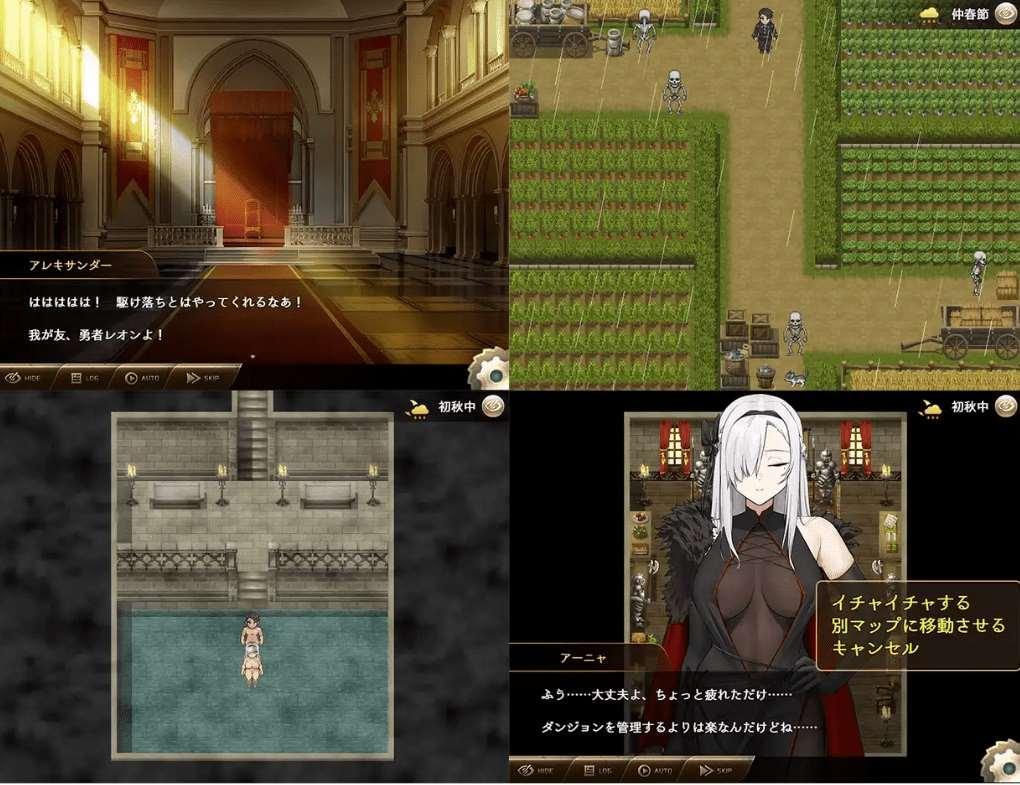 アレキサンダー
はははははは！　駆け落ちとはやってくれるなあ！
我が友、勇者レオンよ！
HIDE LOG AUTO SKIP
仲春節
初秋中
初秋中
イチャイチャする
別マップに移動させる
キャンセル
アーニャ
ふう……大丈夫よ、ちょっと疲れただけ……
ダンジョンを管理するよりは楽なんだけどね……
HIDE LOG AUTO SKIP